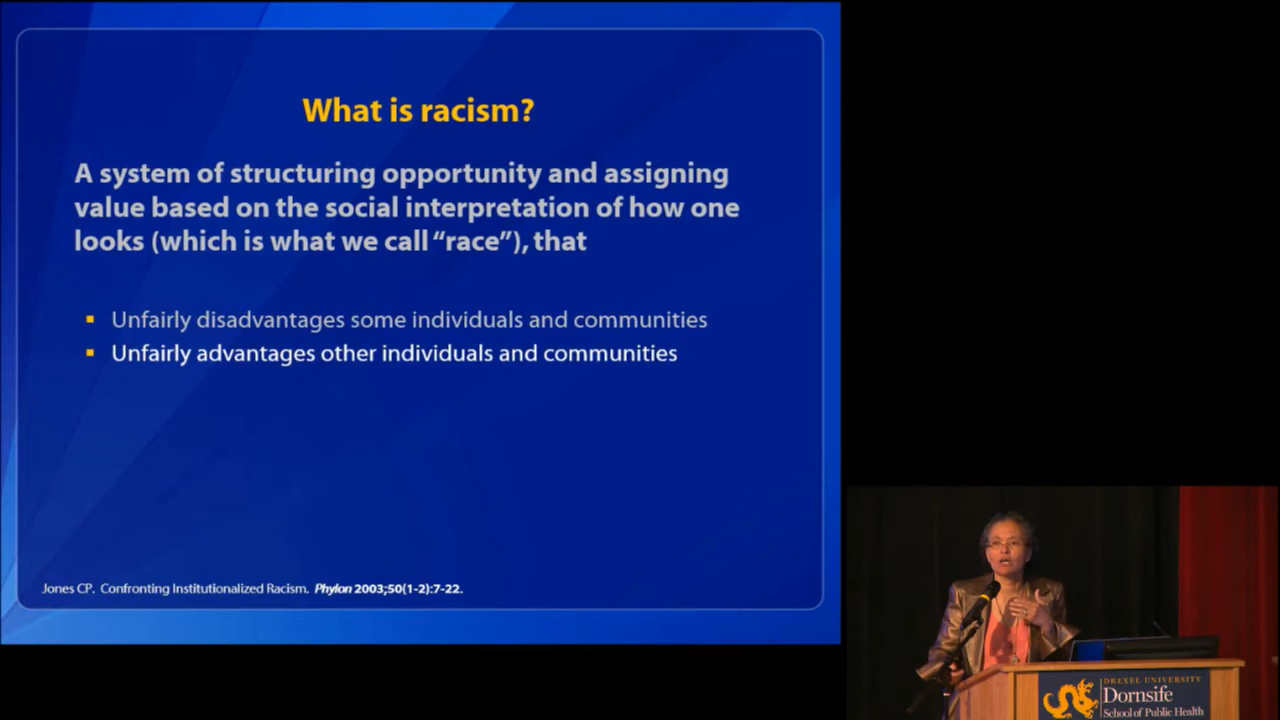 What is racism?
A system of structuring opportunity and assigning
value based on the social interpretation of how one
looks (which is what we call “race”), that
▪ Unfairly disadvantages some individuals and communities
▪ Unfairly advantages other individuals and communities
Jones CP. Confronting Institutionalized Racism. Phylon 2003;50(1-2):7-22.
DREXEL UNIVERSITY
Dornsife
School of Public Health